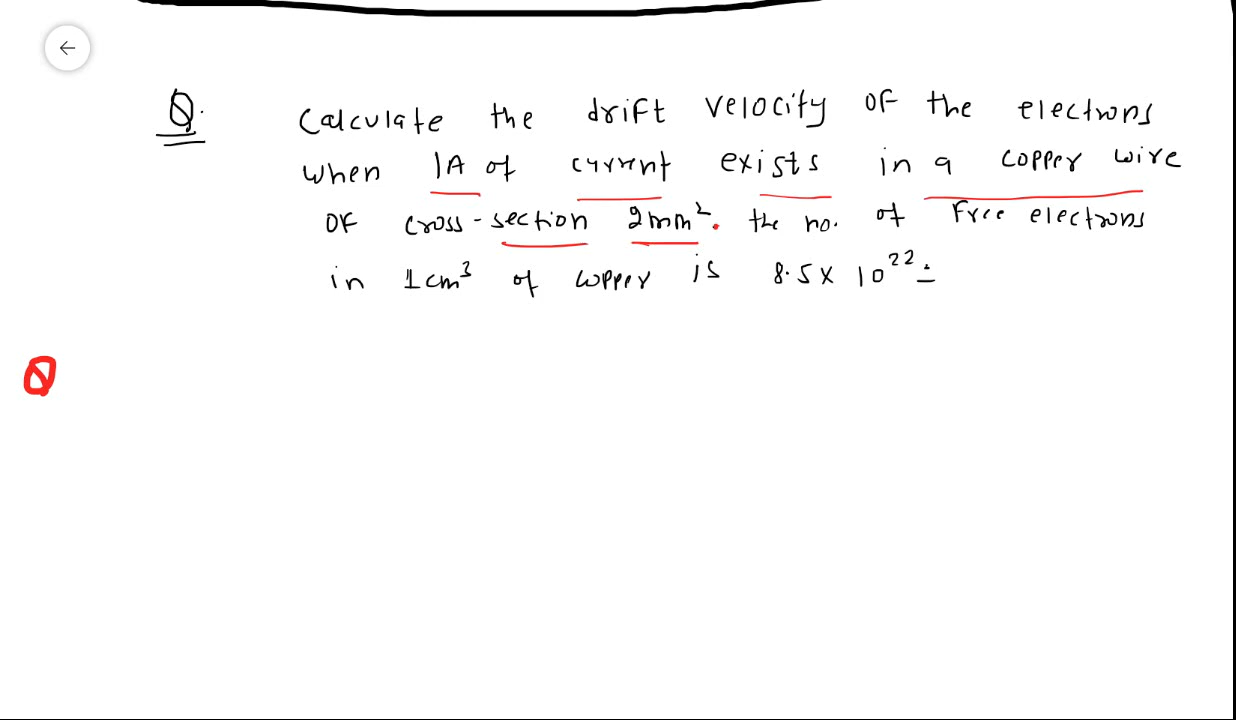 Q. Calculate the drift velocity of the electrons
when 1A of current exists in a copper wire
of cross-section 2mm². the no. of free electrons
in 1cm³ of copper is 8.5 x 10²²
Q